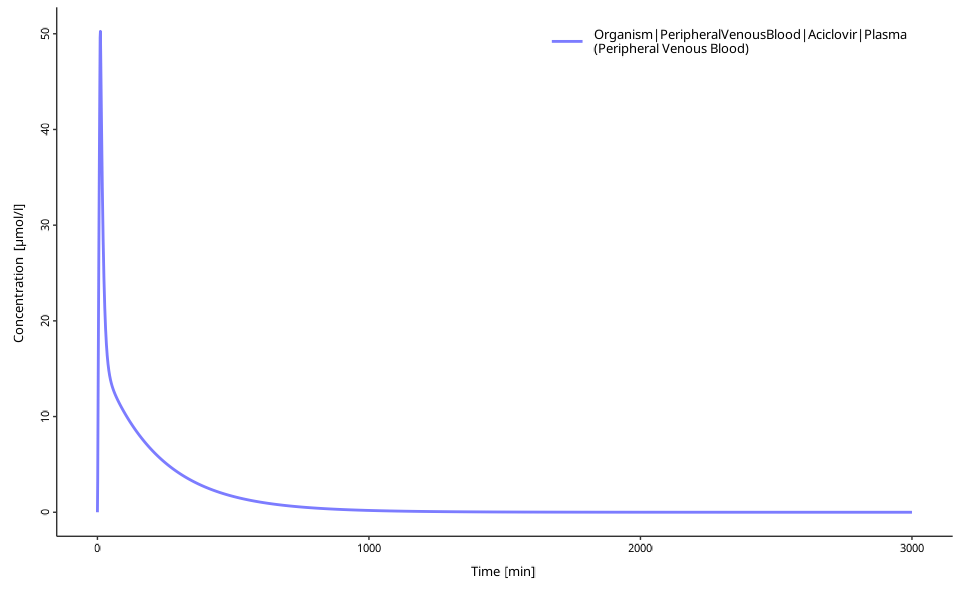 Organism|PeripheralVenousBlood|Aciclovir|Plasma
(Peripheral Venous Blood)
Concentration [µmol/l]
50
40
30
20
10
0
0
1000
2000
3000
Time [min]